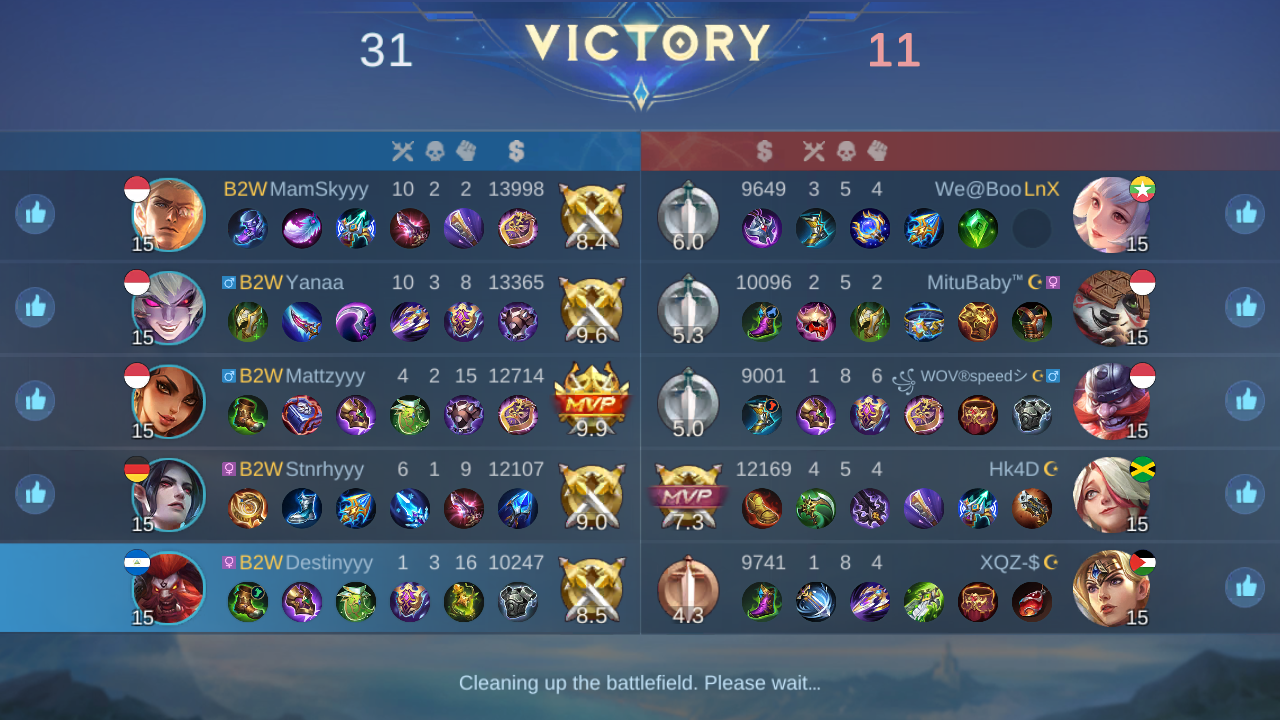 31 VICTORY 11
B2WMamSkyyy 10 2 2 13998
15 8.4
9649 3 5 4 We@BooLnX
6.0 15
B2WYanaa 10 3 8 13365
15 9.6
10096 2 5 2 MituBaby™
5.3 15
B2WMattzyyy 4 2 15 12714
MVP
15 9.9
9001 1 8 6 WOV®speedシ
5.0 15
B2WStnrhyyy 6 1 9 12107
15 9.0
12169 4 5 4 Hk4D
MVP
7.3 15
B2WDestinyyy 1 3 16 10247
15 8.5
9741 1 8 4 XQZ-$
4.3 15
Cleaning up the battlefield. Please wait...